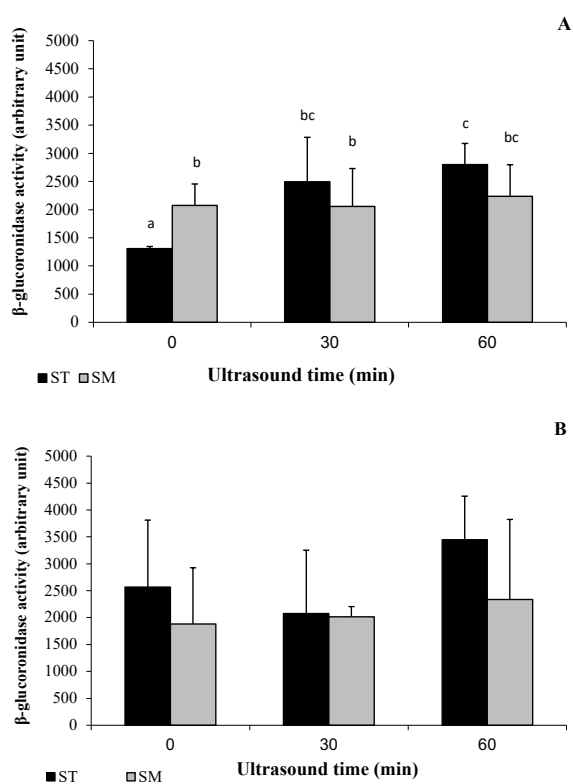 A
β-glucoronidase activity (arbitrary unit)
5000
4500
4000
3500
3000
2500
2000
1500
1000
500
0
a
b
bc
b
c
bc
0
30
60
Ultrasound time (min)
ST
SM
B
β-glucoronidase activity (arbitrary unit)
5000
4500
4000
3500
3000
2500
2000
1500
1000
500
0
0
30
60
Ultrasound time (min)
ST
SM